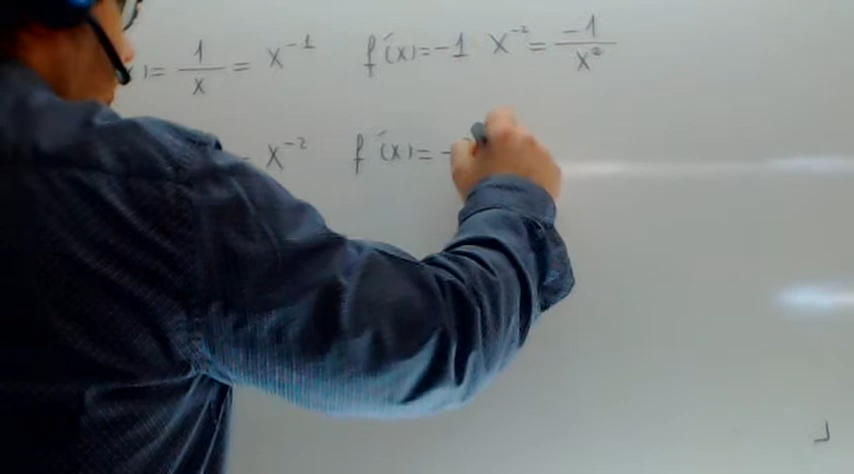 x) = 1/x = x⁻¹ f´(x) = -1 x⁻² = -1/x²
= x⁻² f´(x) = -